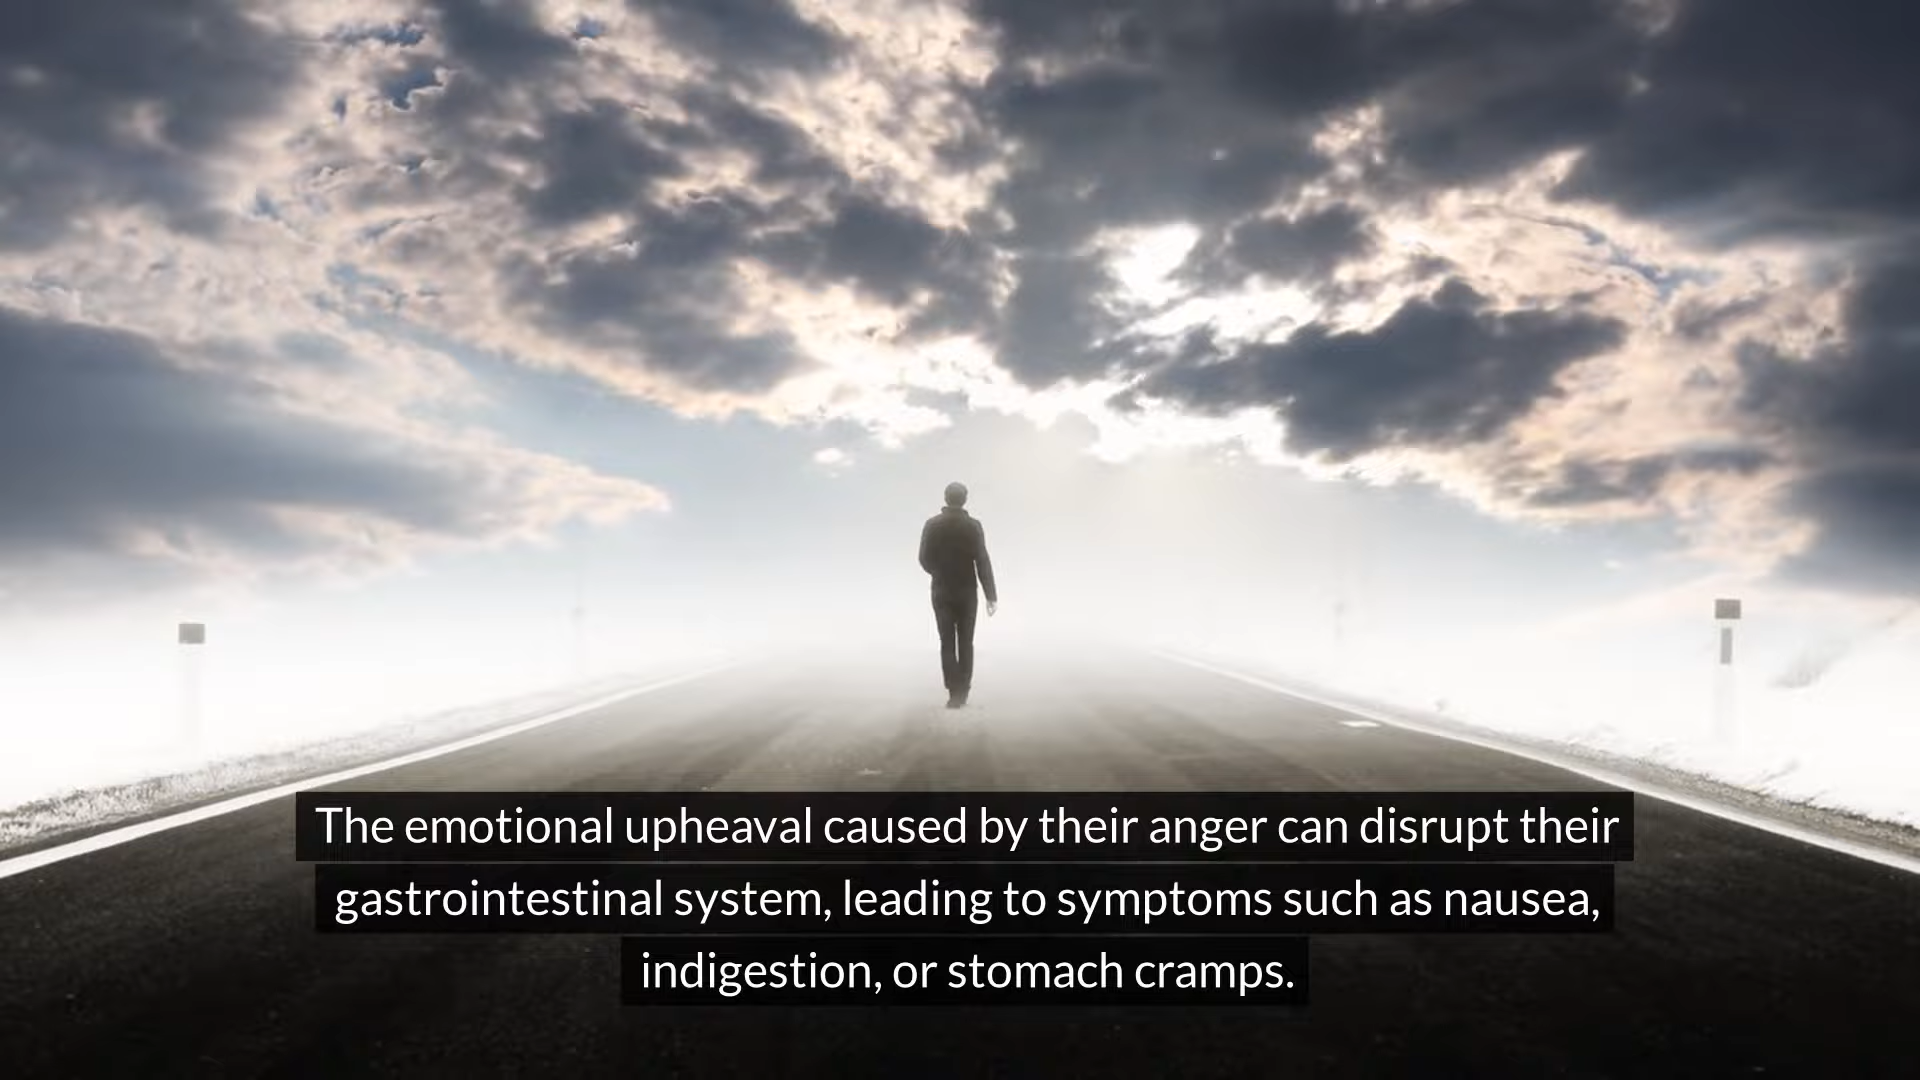 The emotional upheaval caused by their anger can disrupt their
gastrointestinal system, leading to symptoms such as nausea,
indigestion, or stomach cramps.